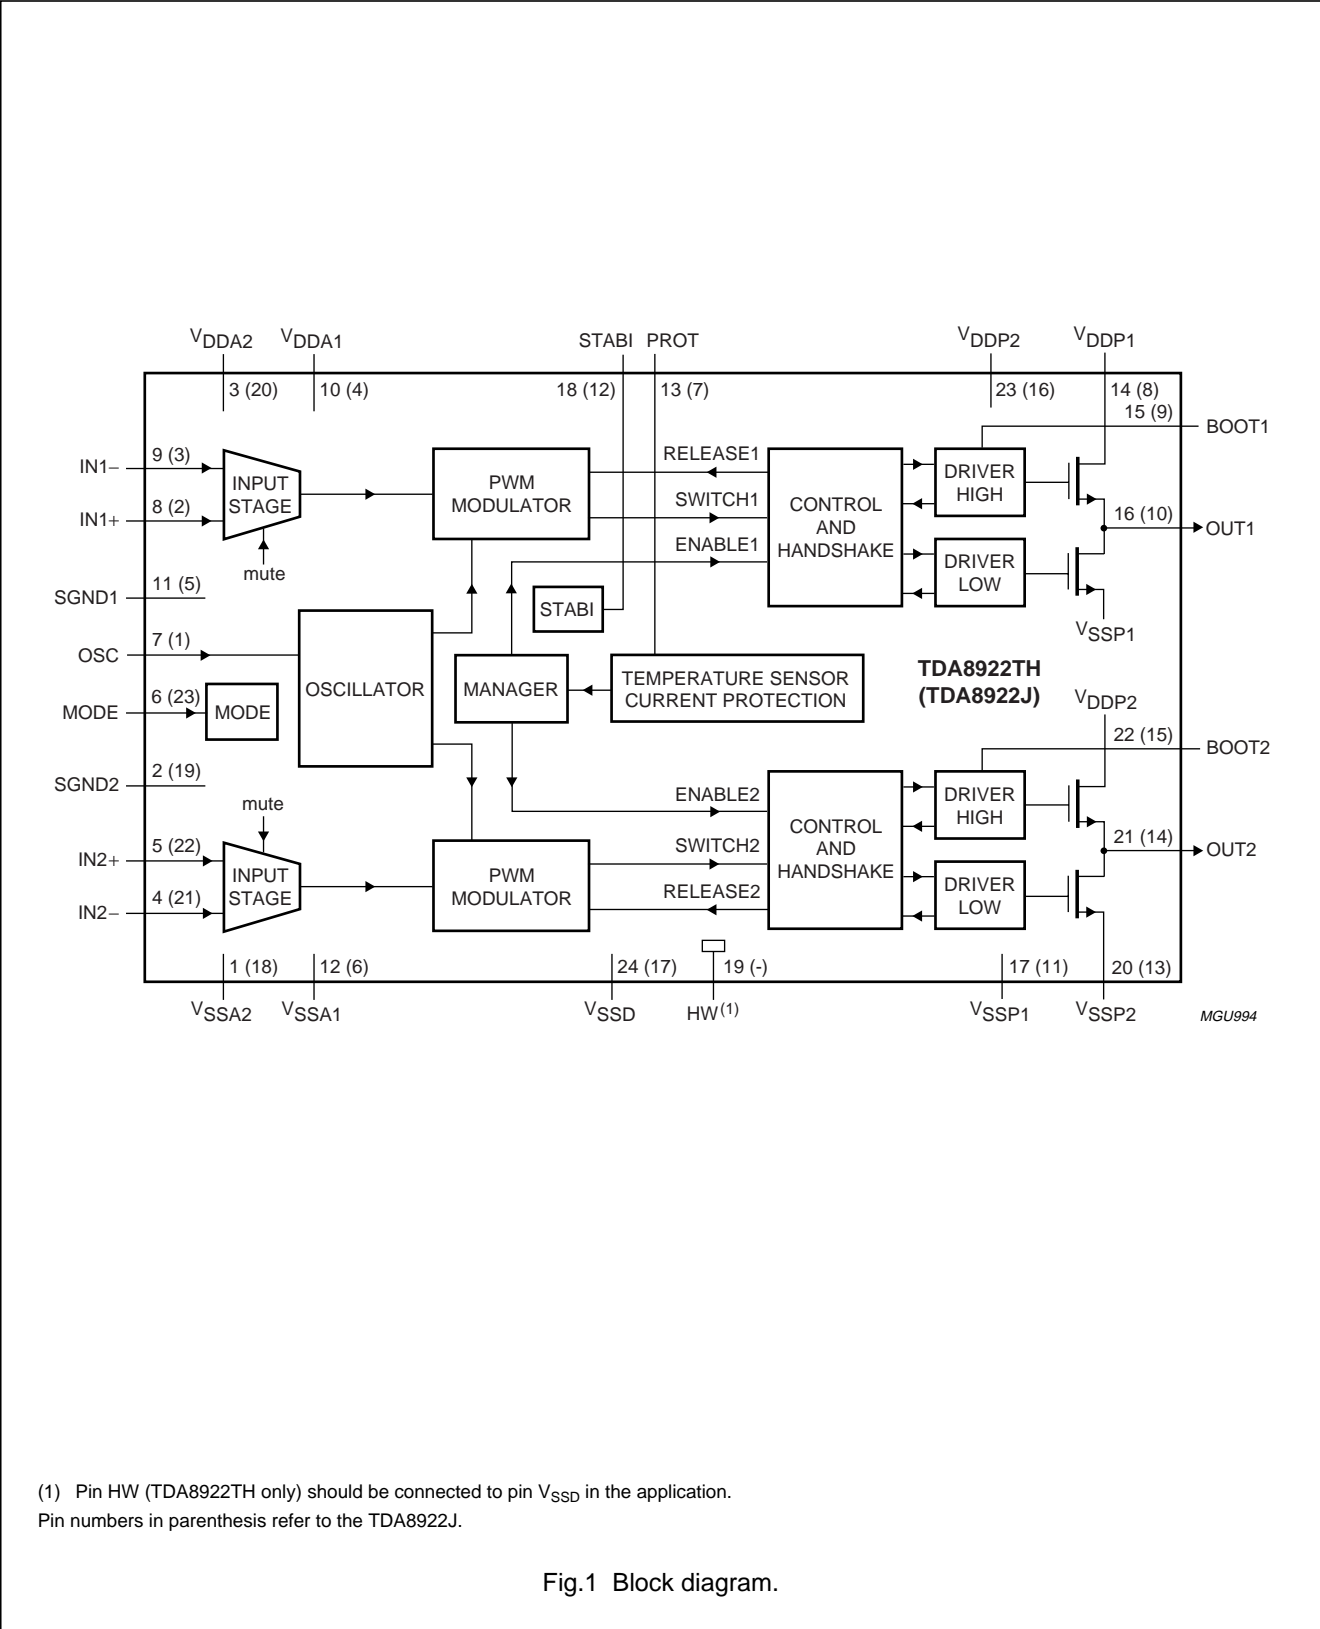 VDDA2 VDDA1 STABI PROT VDDP2 VDDP1
3 (20) 10 (4) 18 (12) 13 (7) 23 (16) 14 (8)
15 (9)
BOOT1
IN1− 9 (3)
IN1+ 8 (2)
INPUT
STAGE
mute
PWM
MODULATOR
RELEASE1
SWITCH1
ENABLE1
CONTROL
AND
HANDSHAKE
DRIVER
HIGH
DRIVER
LOW
16 (10)
OUT1
VSSP1
SGND1 11 (5)
OSC 7 (1)
MODE 6 (23)
MODE
OSCILLATOR
STABI
MANAGER
TEMPERATURE SENSOR
CURRENT PROTECTION
TDA8922TH
(TDA8922J)
VDDP2
22 (15)
BOOT2
SGND2 2 (19)
mute
IN2+ 5 (22)
IN2− 4 (21)
INPUT
STAGE
PWM
MODULATOR
ENABLE2
SWITCH2
RELEASE2
CONTROL
AND
HANDSHAKE
DRIVER
HIGH
DRIVER
LOW
21 (14)
OUT2
1 (18) 12 (6) 24 (17) 19 (-) 17 (11) 20 (13)
VSSA2 VSSA1 VSSD HW(1) VSSP1 VSSP2
MGU994
(1) Pin HW (TDA8922TH only) should be connected to pin VSSD in the application.
Pin numbers in parenthesis refer to the TDA8922J.
Fig.1 Block diagram.